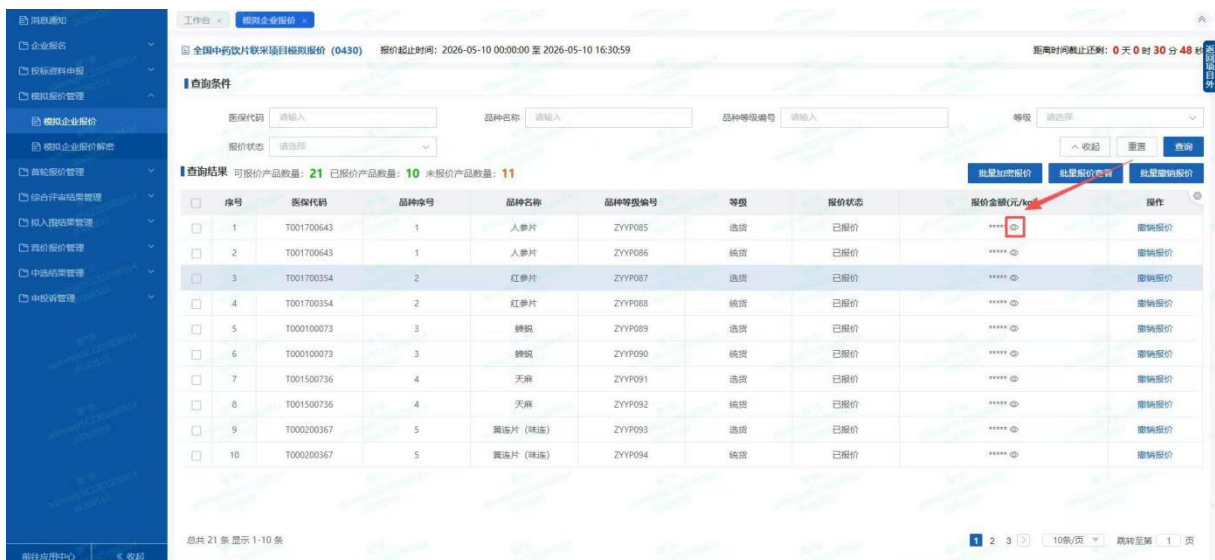 消息通知
企业报名
投标资料申报
模拟报价管理
模拟企业报价
模拟企业报价解密
首轮报价管理
综合评审结果管理
拟入围结果管理
竞价报价管理
中选结果管理
申投诉管理
前往应用中心 收起
工作台 × 模拟企业报价 ×
全国中药饮片联采项目模拟报价（0430） 报价起止时间：2026-05-10 00:00:00 至 2026-05-10 16:30:59 距离时间截止还剩：0 天 0 时 30 分 48 秒
返回项目外
查询条件
医保代码 请输入 品种名称 请输入 品种等级编号 请输入 等级 请选择
报价状态 请选择 收起 重置 查询
查询结果 可报价产品数量：21 已报价产品数量：10 未报价产品数量：11 批量加密报价 批量报价查看 批量撤销报价
序号 医保代码 品种序号 品种名称 品种等级编号 等级 报价状态 报价金额(元/kg) 操作
1 T001700643 1 人参片 ZYYP085 选货 已报价 ***** 撤销报价
2 T001700643 1 人参片 ZYYP086 统货 已报价 ***** 撤销报价
3 T001700354 2 红参片 ZYYP087 选货 已报价 ***** 撤销报价
4 T001700354 2 红参片 ZYYP088 统货 已报价 ***** 撤销报价
5 T000100073 3 蝉蜕 ZYYP089 选货 已报价 ***** 撤销报价
6 T000100073 3 蝉蜕 ZYYP090 统货 已报价 ***** 撤销报价
7 T001500736 4 天麻 ZYYP091 选货 已报价 ***** 撤销报价
8 T001500736 4 天麻 ZYYP092 统货 已报价 ***** 撤销报价
9 T000200367 5 黄连片（味连） ZYYP093 选货 已报价 ***** 撤销报价
10 T000200367 5 黄连片（味连） ZYYP094 统货 已报价 ***** 撤销报价
总共 21 条 显示 1-10 条 1 2 3 > 10条/页 跳转至第 1 页